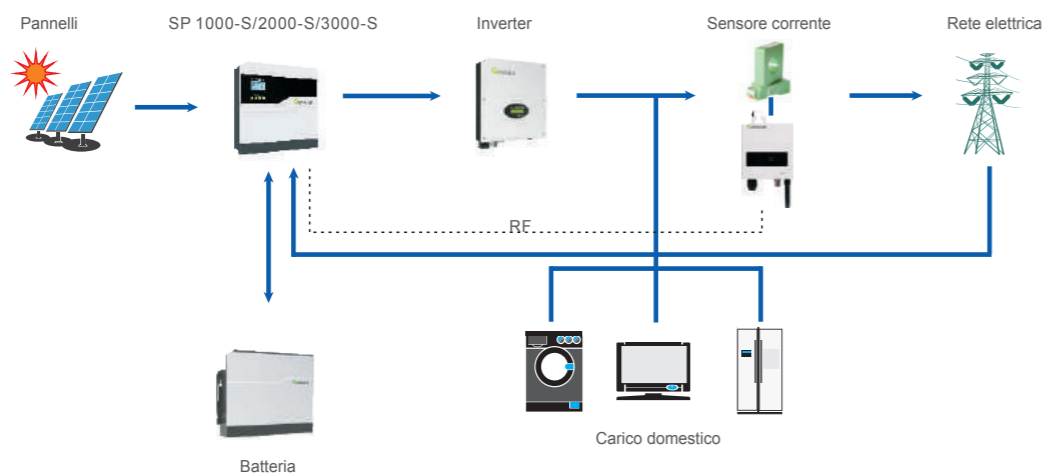 Pannelli
SP 1000-S/2000-S/3000-S
Inverter
Sensore corrente
Rete elettrica
RF
Carico domestico
Batteria